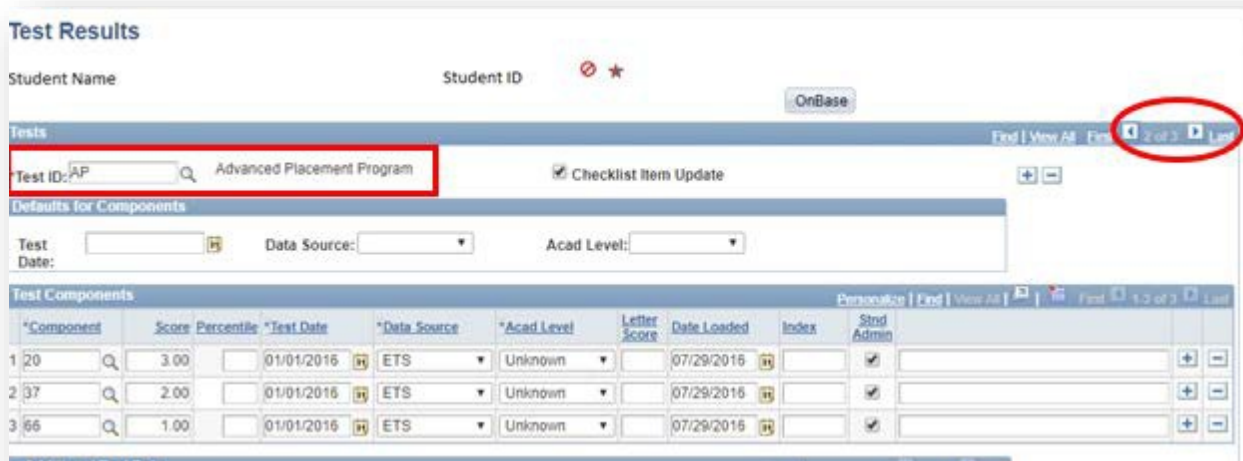 Test Results
Student Name Student ID
OnBase
Tests Find | View All First 2 of 3 Last
*Test ID: AP Advanced Placement Program Checklist Item Update
Defaults for Components
Test Date: Data Source: Acad Level:
Test Components Personalize | Find | View All | First 1-3 of 3 Last
*Component Score Percentile *Test Date *Data Source *Acad Level Letter Score Date Loaded Index Stnd Admin
1 20 3.00 01/01/2016 ETS Unknown 07/29/2016
2 37 2.00 01/01/2016 ETS Unknown 07/29/2016
3 66 1.00 01/01/2016 ETS Unknown 07/29/2016